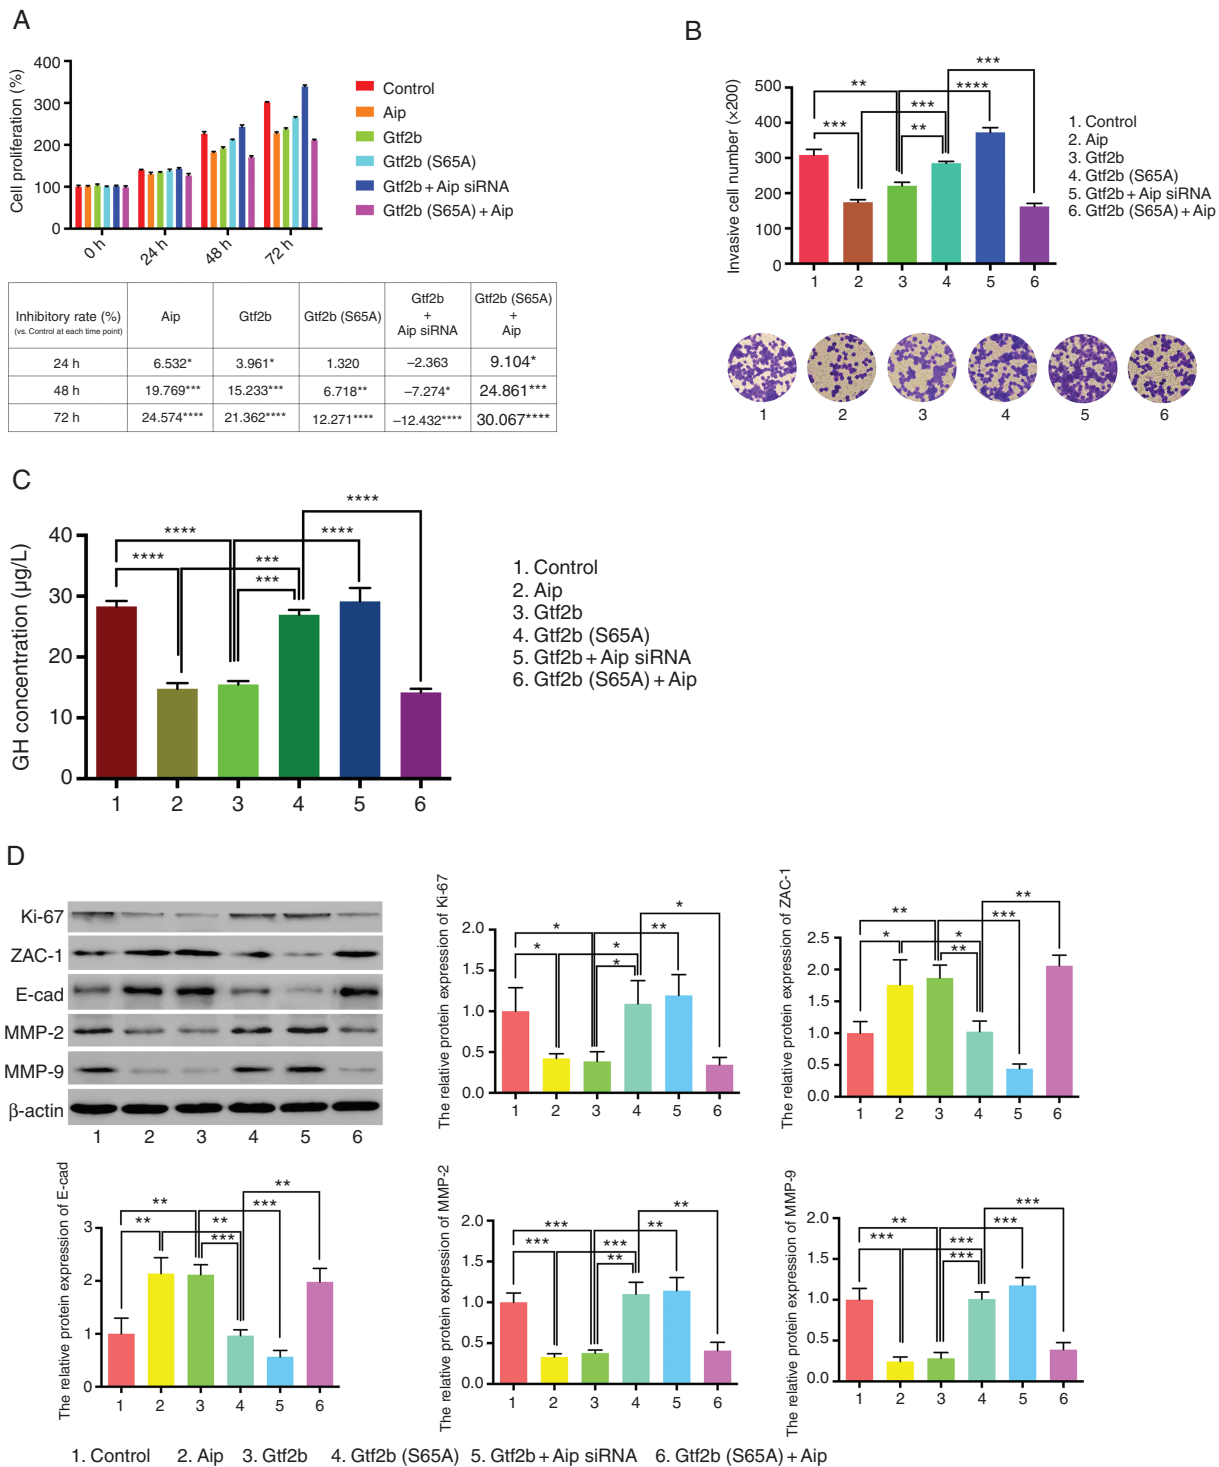 A
Cell proliferation (%)
400
300
200
100
0
0 h
24 h
48 h
72 h
Control
Aip
Gtf2b
Gtf2b (S65A)
Gtf2b + Aip siRNA
Gtf2b (S65A) + Aip
Inhibitory rate (%) Aip Gtf2b Gtf2b (S65A) Gtf2b + Aip siRNA Gtf2b (S65A) + Aip
(vs. Control at each time point)
24 h 6.532* 3.961* 1.320 –2.363 9.104*
48 h 19.769*** 15.233*** 6.718** –7.274* 24.861***
72 h 24.574**** 21.362**** 12.271**** –12.432**** 30.067****
B
Invasive cell number (×200)
500
400
300
200
100
0
*** ** *** ** **** ***
1 2 3 4 5 6
1. Control
2. Aip
3. Gtf2b
4. Gtf2b (S65A)
5. Gtf2b + Aip siRNA
6. Gtf2b (S65A) + Aip
1 2 3 4 5 6
C
GH concentration (µg/L)
40
30
20
10
0
****
**** ****
**** ***
***
1 2 3 4 5 6
1. Control
2. Aip
3. Gtf2b
4. Gtf2b (S65A)
5. Gtf2b + Aip siRNA
6. Gtf2b (S65A) + Aip
D
Ki-67
ZAC-1
E-cad
MMP-2
MMP-9
β-actin
1 2 3 4 5 6
The relative protein expression of Ki-67
2.0
1.5
1.0
0.5
0.0
*
* **
* *
*
1 2 3 4 5 6
The relative protein expression of ZAC-1
2.5
2.0
1.5
1.0
0.5
0.0
**
** ***
* *
**
1 2 3 4 5 6
The relative protein expression of E-cad
3
2
1
0
**
** ***
** **
***
1 2 3 4 5 6
The relative protein expression of MMP-2
2.0
1.5
1.0
0.5
0.0
**
*** **
*** ***
**
1 2 3 4 5 6
The relative protein expression of MMP-9
2.0
1.5
1.0
0.5
0.0
***
** ***
*** ***
***
1 2 3 4 5 6
1. Control 2. Aip 3. Gtf2b 4. Gtf2b (S65A) 5. Gtf2b + Aip siRNA 6. Gtf2b (S65A) + Aip